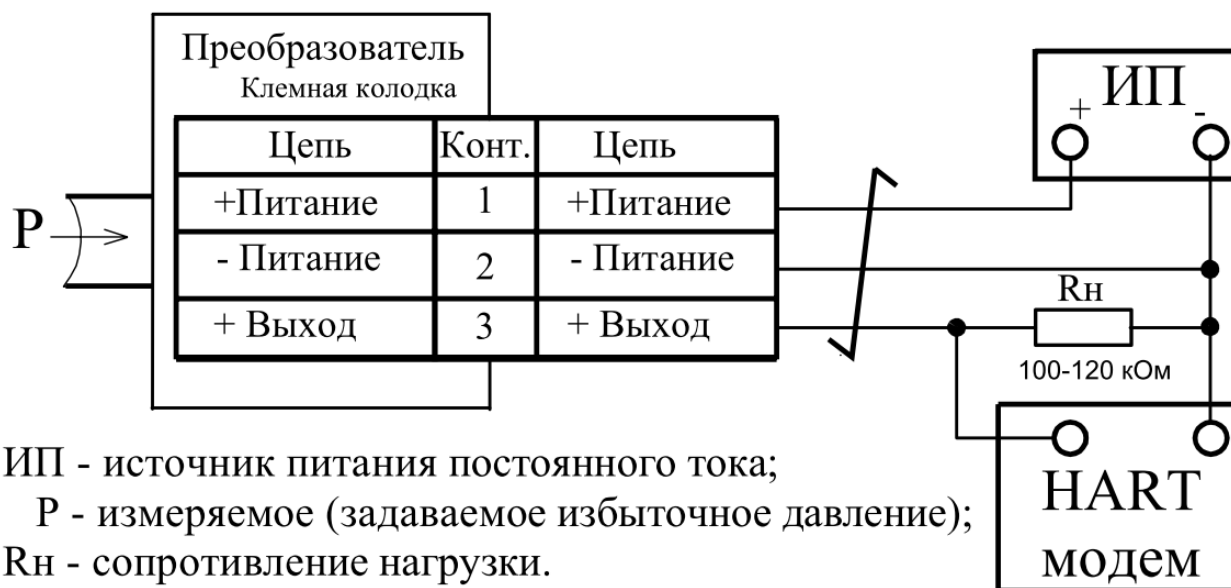 Преобразователь
Клемная колодка
ИП
+ -
Цепь Конт. Цепь
+Питание 1 +Питание
- Питание 2 - Питание
+ Выход 3 + Выход
P
Rн
100-120 кОм
HART
модем
ИП - источник питания постоянного тока;
P - измеряемое (задаваемое избыточное давление);
Rн - сопротивление нагрузки.